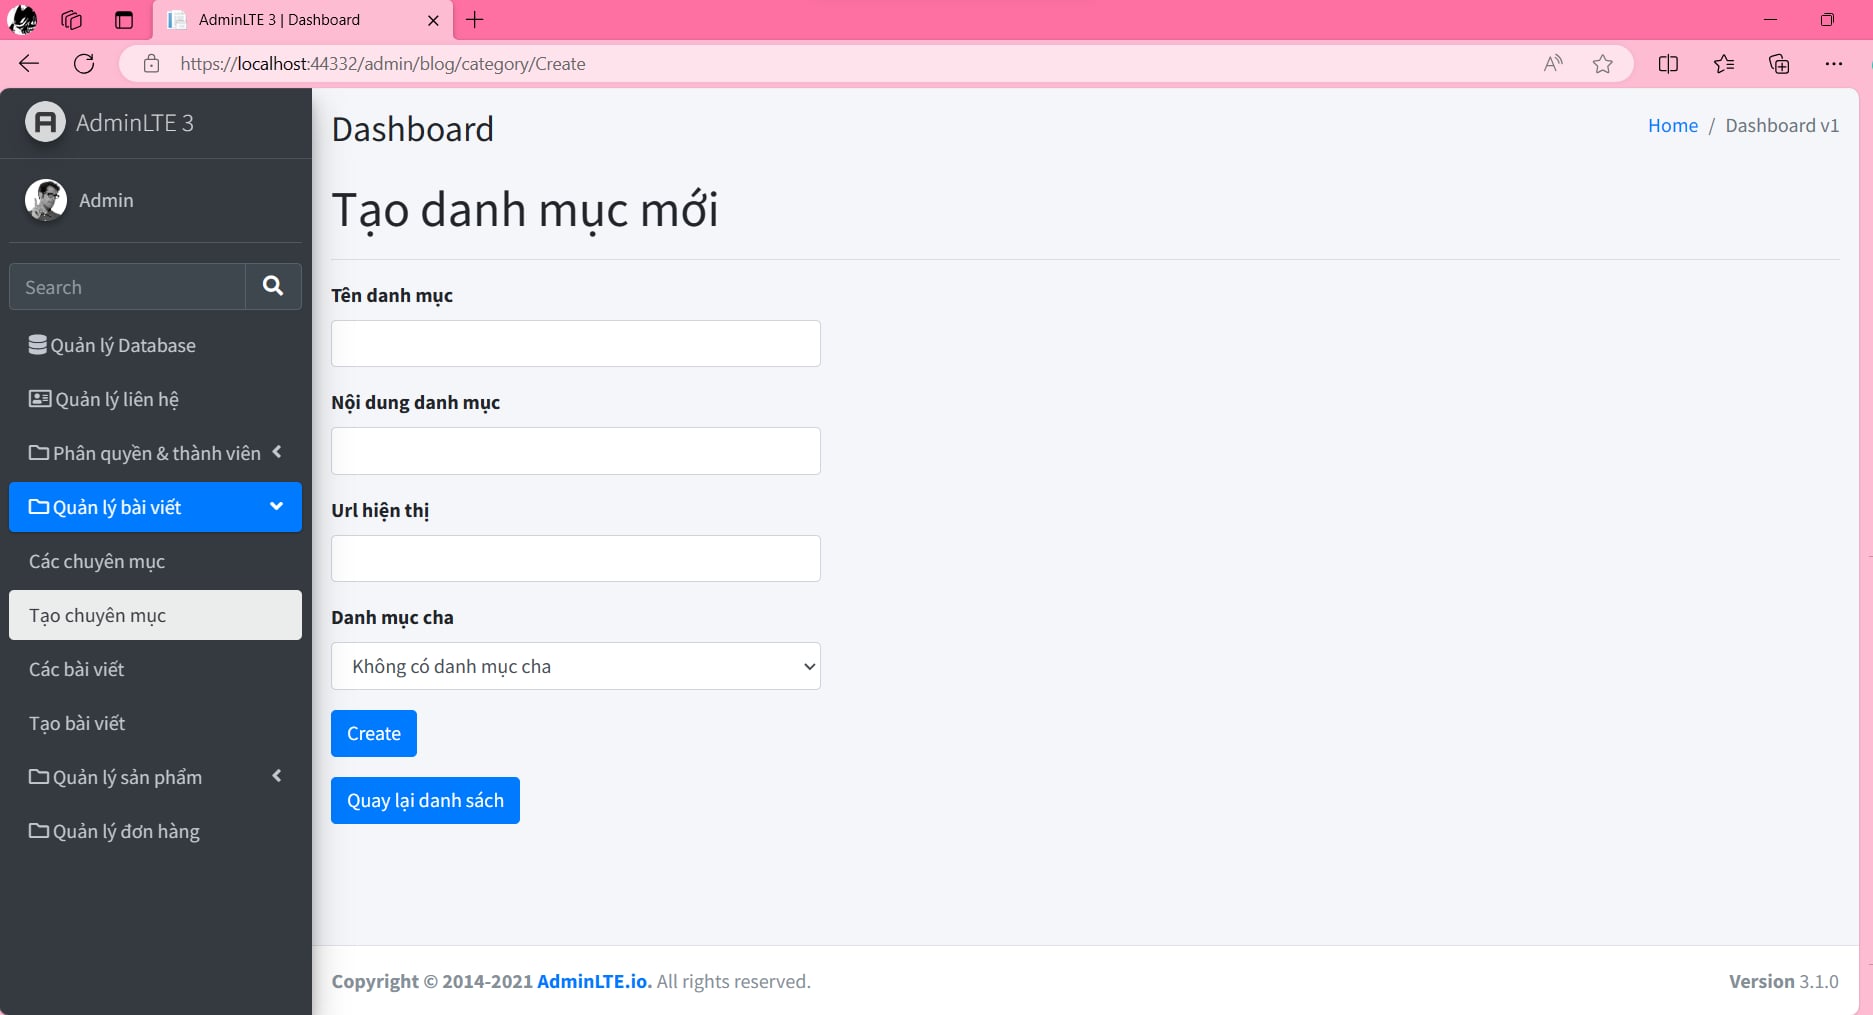 AdminLTE 3 | Dashboard
https://localhost:44332/admin/blog/category/Create
AdminLTE 3
Admin
Search
Quản lý Database
Quản lý liên hệ
Phân quyền & thành viên
Quản lý bài viết
Các chuyên mục
Tạo chuyên mục
Các bài viết
Tạo bài viết
Quản lý sản phẩm
Quản lý đơn hàng
Dashboard
Home / Dashboard v1
Tạo danh mục mới
Tên danh mục
Nội dung danh mục
Url hiện thị
Danh mục cha
Không có danh mục cha
Create
Quay lại danh sách
Copyright © 2014-2021 AdminLTE.io. All rights reserved.
Version 3.1.0